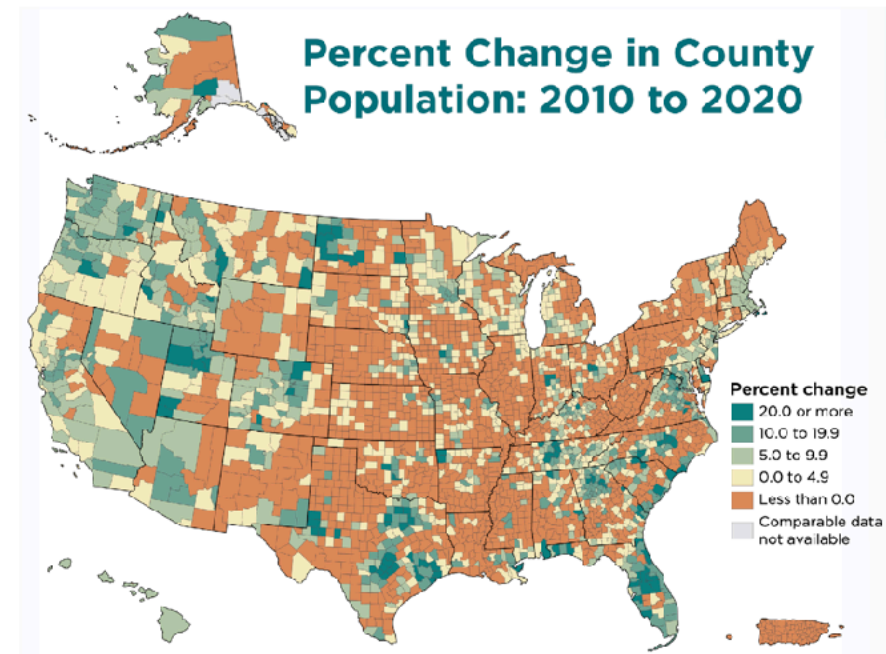 Percent Change in County
Population: 2010 to 2020
Percent change
20.0 or more
10.0 to 19.9
5.0 to 9.9
0.0 to 4.9
Less than 0.0
Comparable data
not available